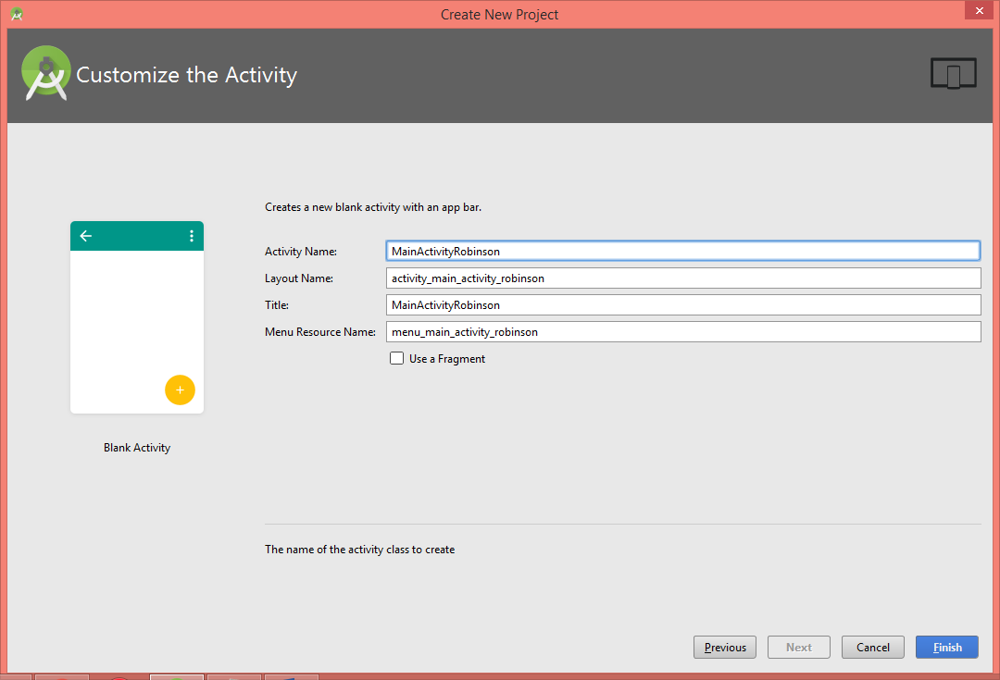 Create New Project
Customize the Activity
Creates a new blank activity with an app bar.
Activity Name: MainActivityRobinson
Layout Name: activity_main_activity_robinson
Title: MainActivityRobinson
Menu Resource Name: menu_main_activity_robinson
Use a Fragment
Blank Activity
The name of the activity class to create
Previous Next Cancel Finish